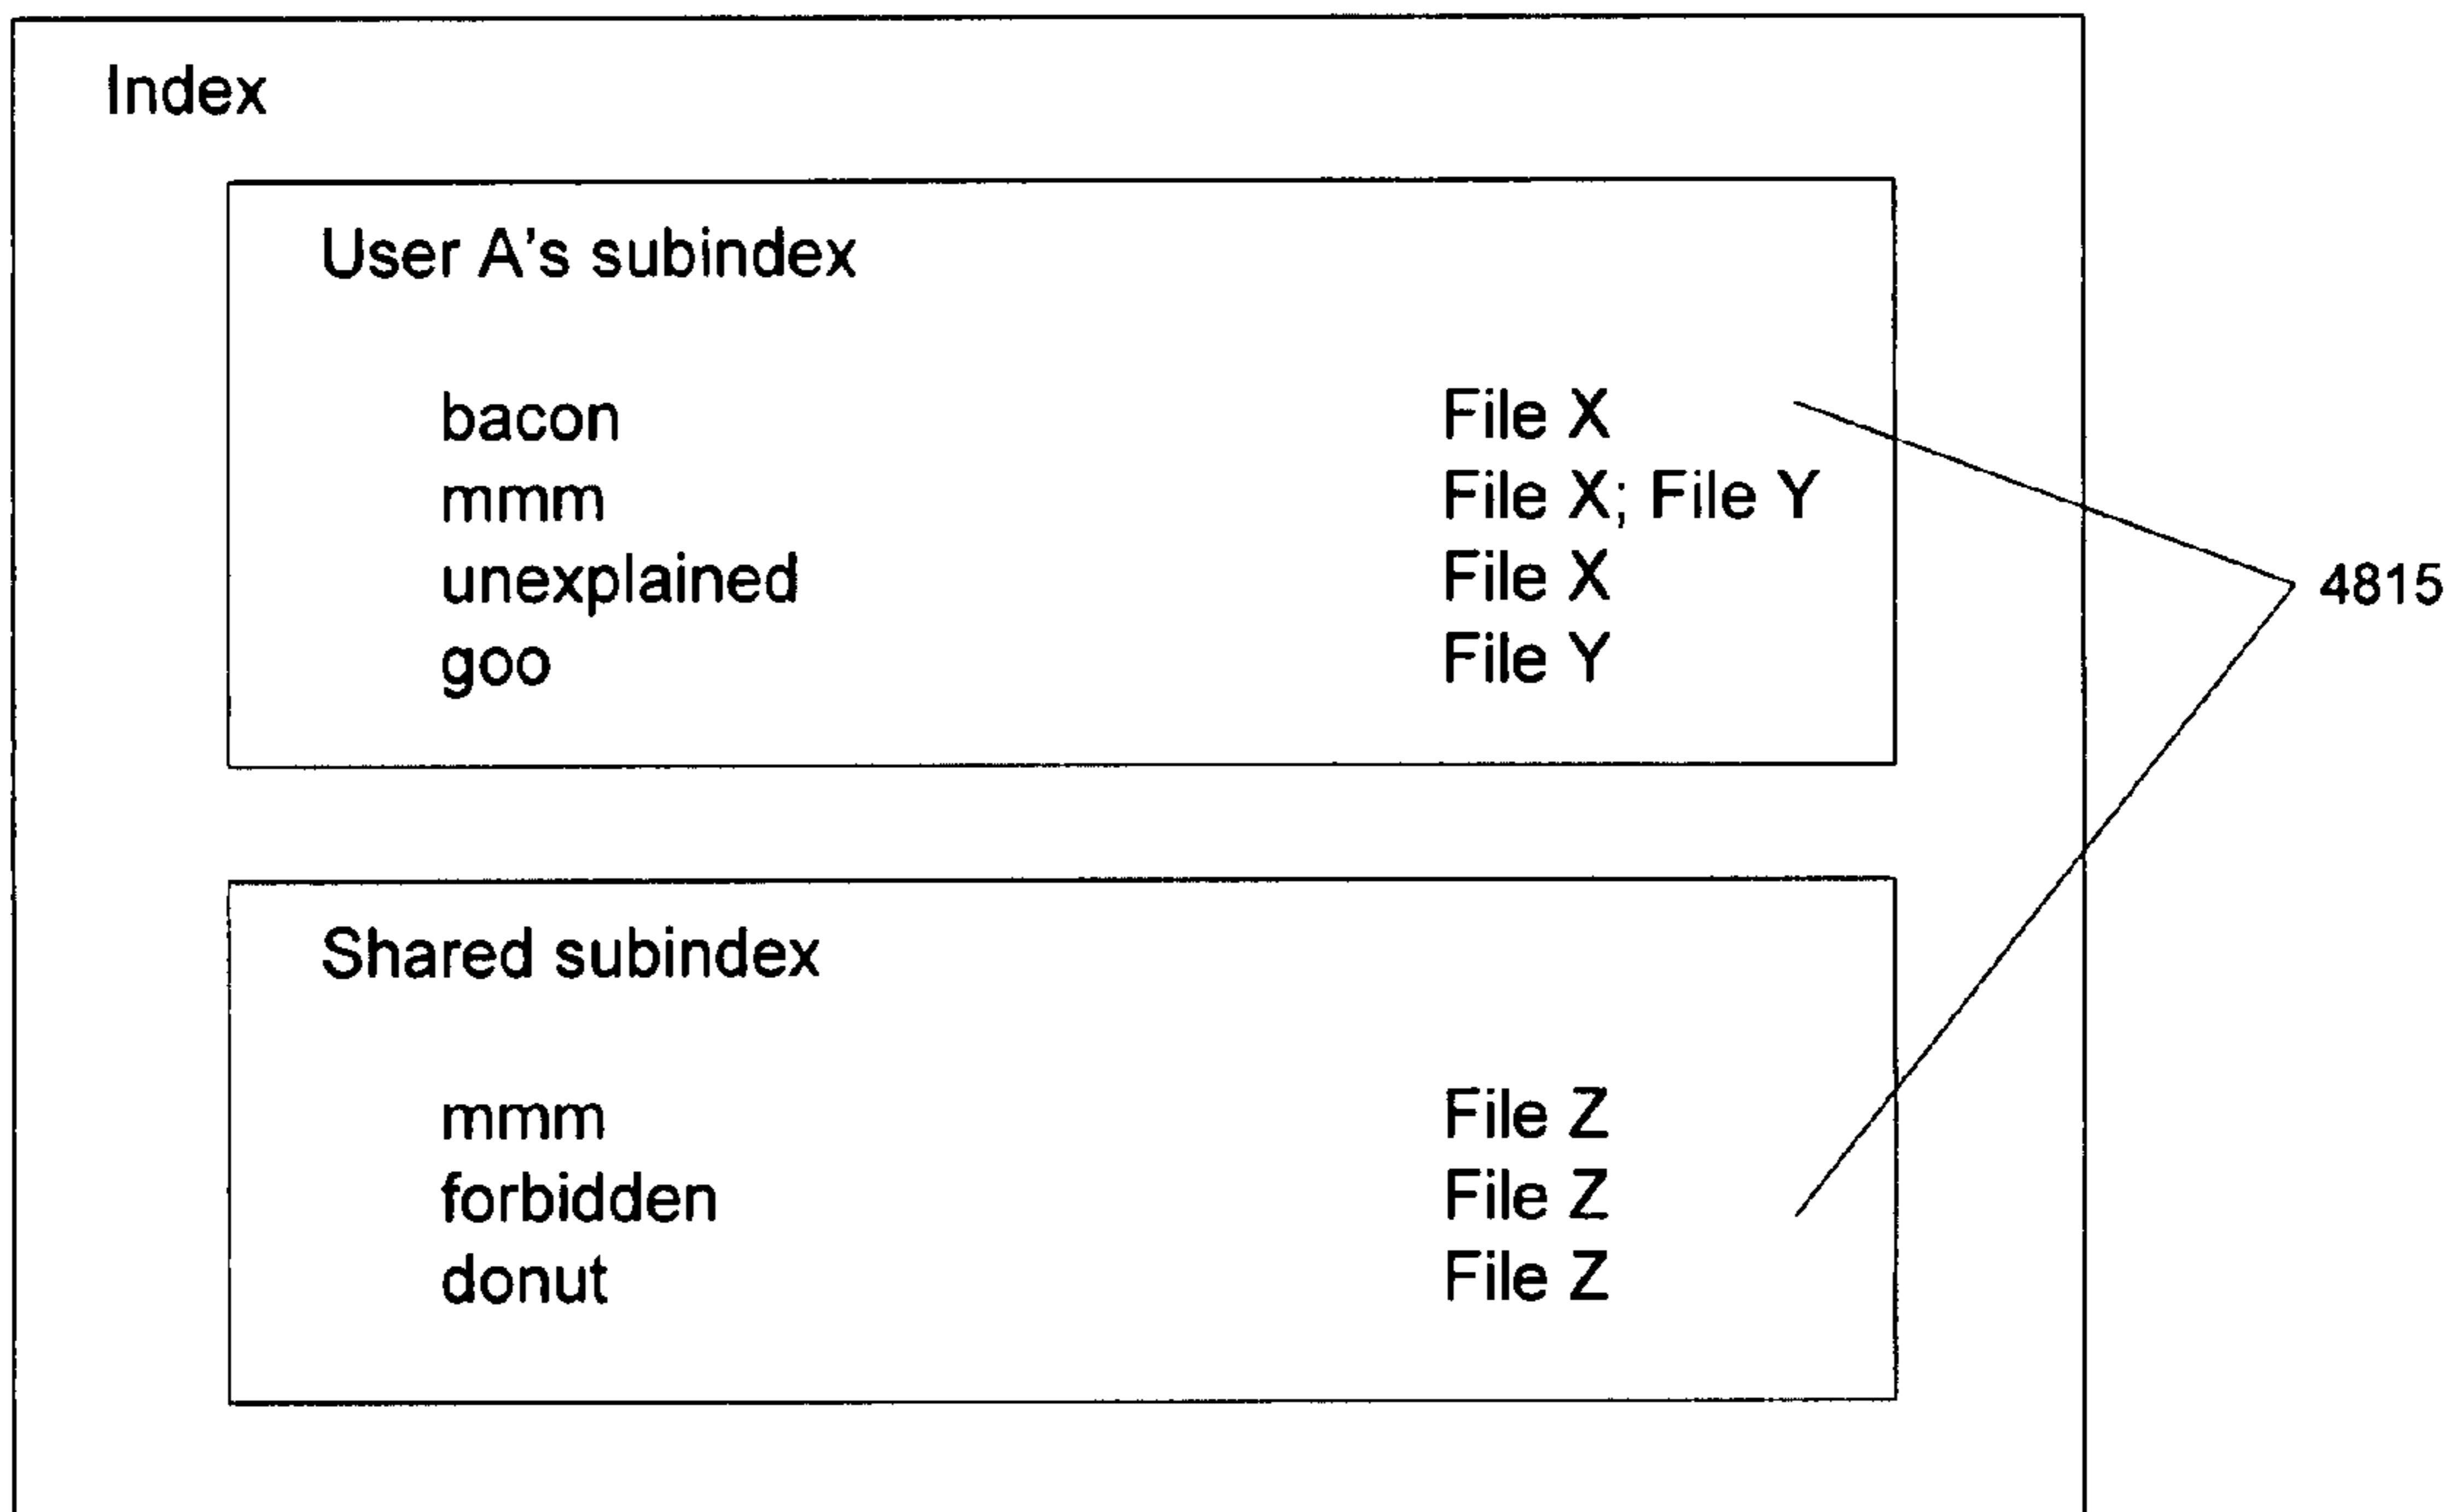 Index
User A's subindex
bacon File X
mmm File X; File Y
unexplained File X
goo File Y
4815
Shared subindex
mmm File Z
forbidden File Z
donut File Z